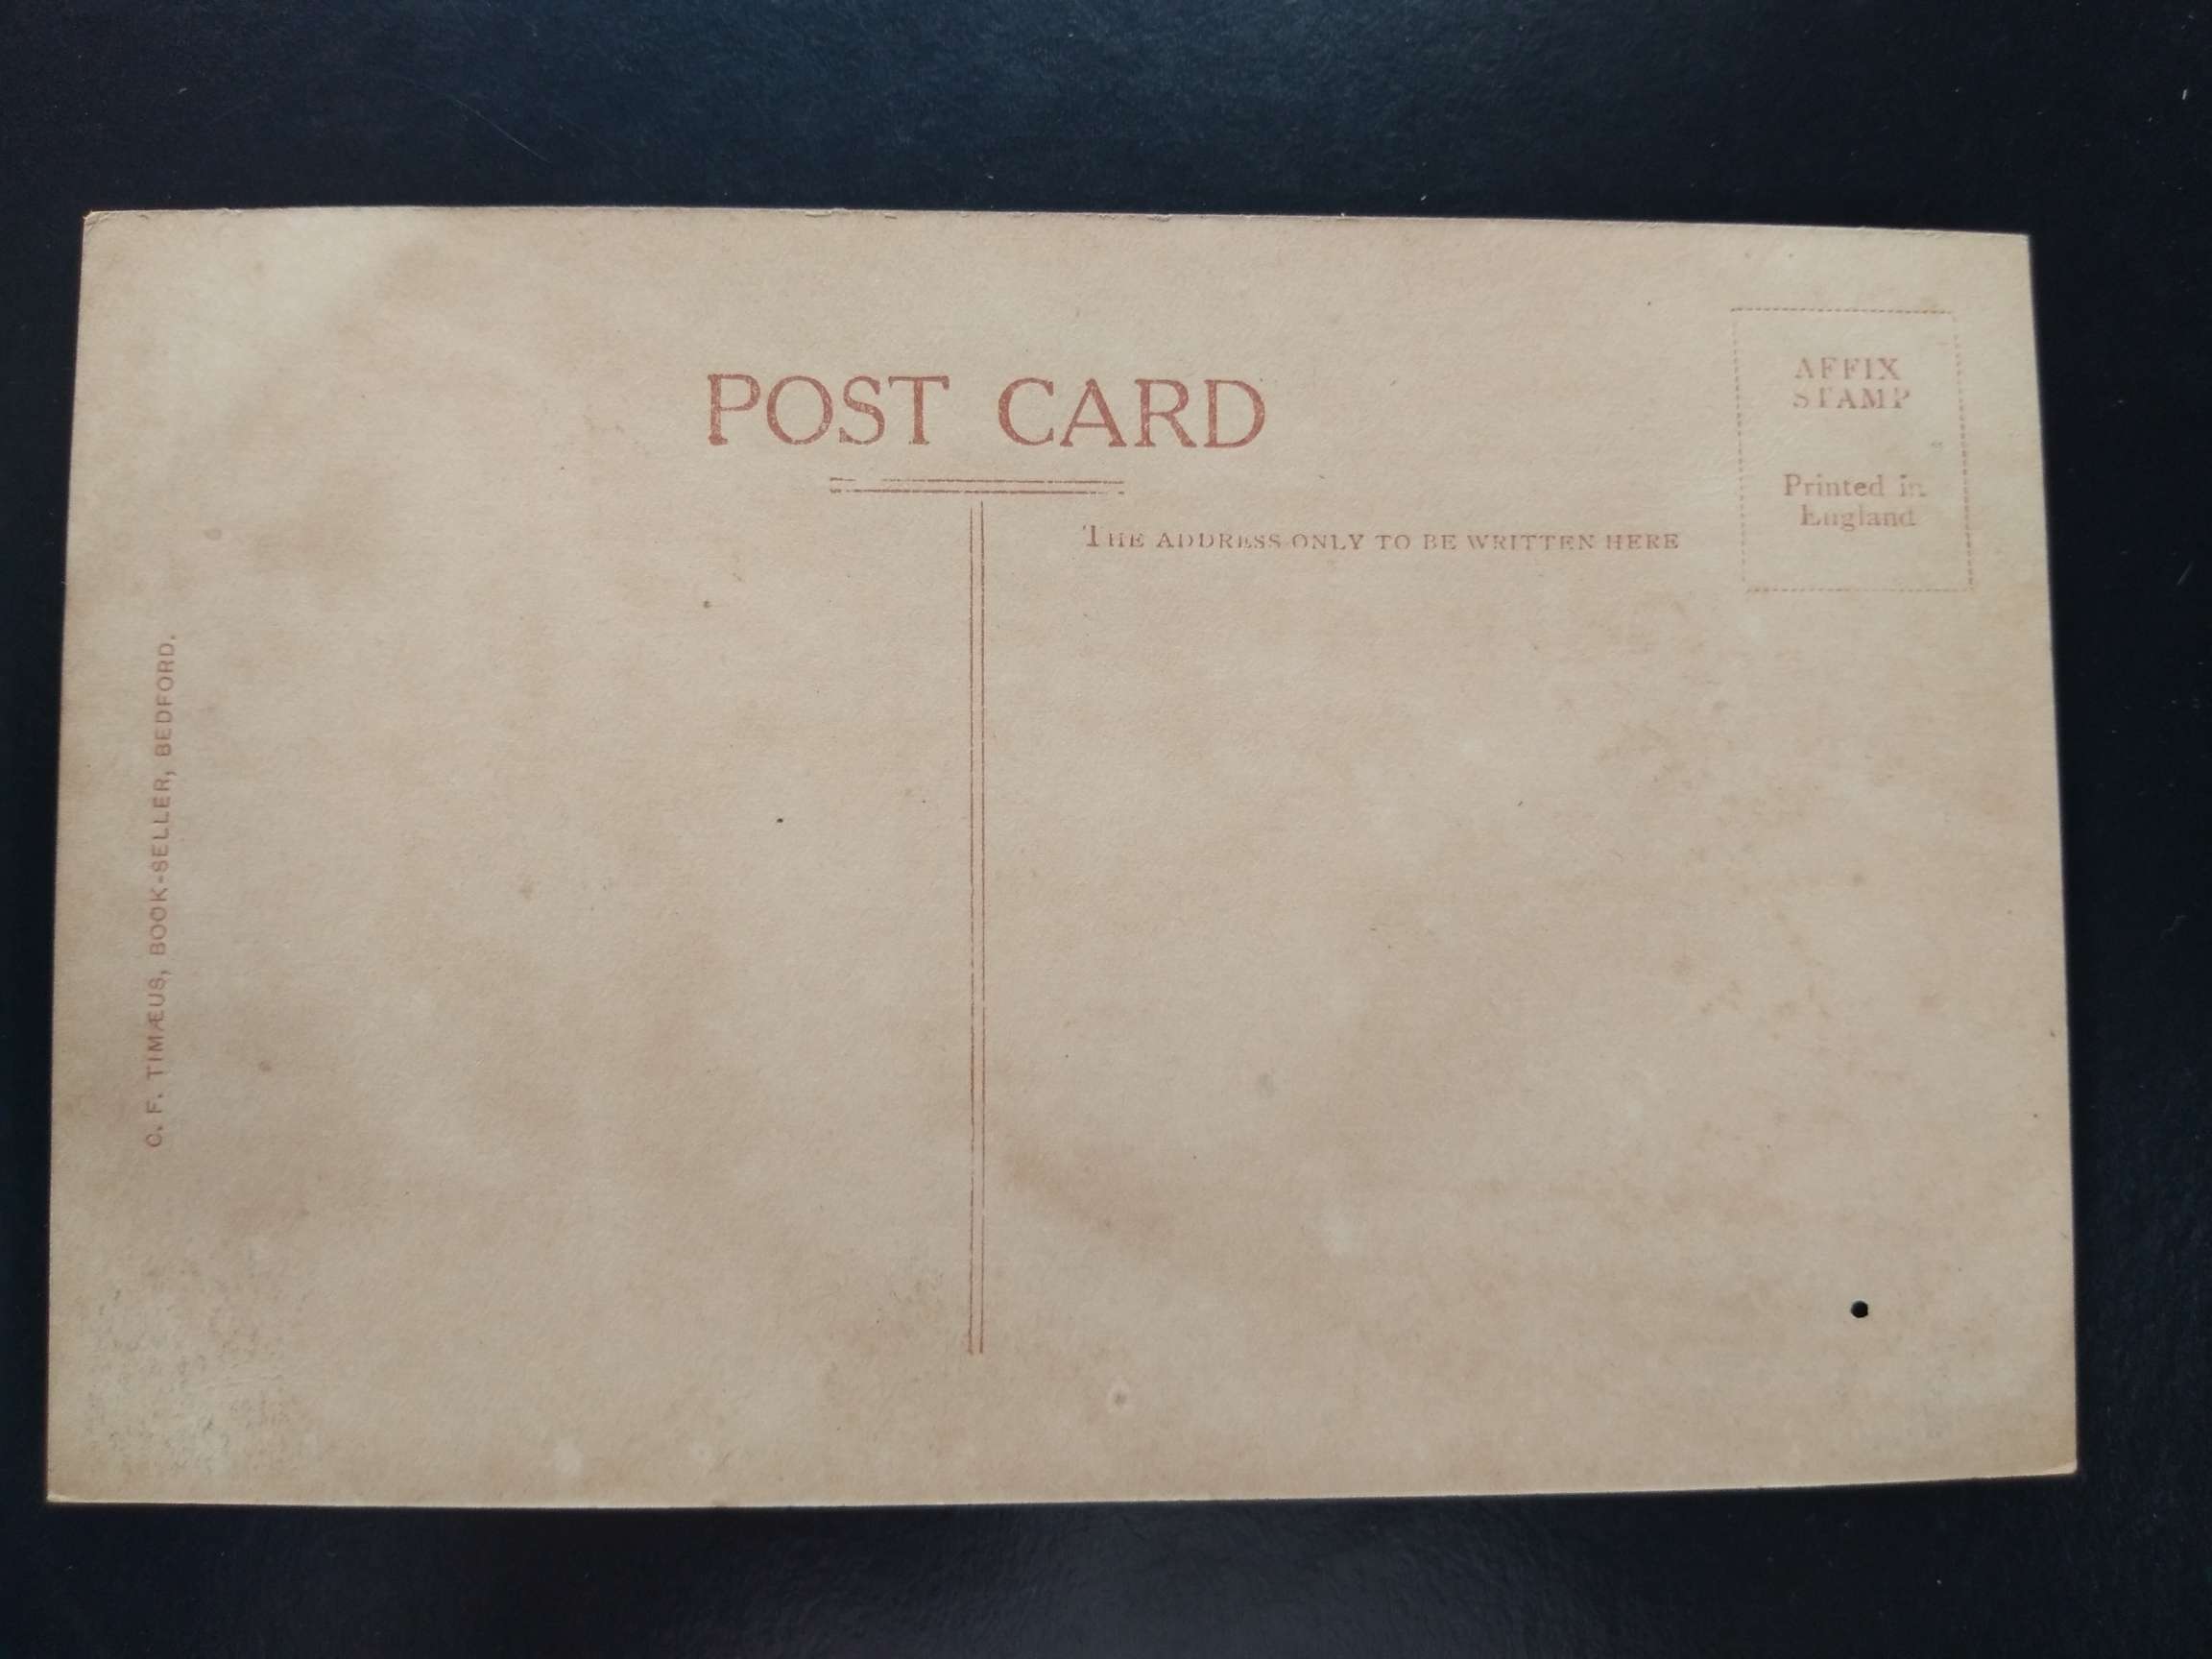 POST CARD
AFFIX
STAMP
Printed in
England
THE ADDRESS ONLY TO BE WRITTEN HERE
C. F. TIMÆUS, BOOK-SELLER, BEDFORD.